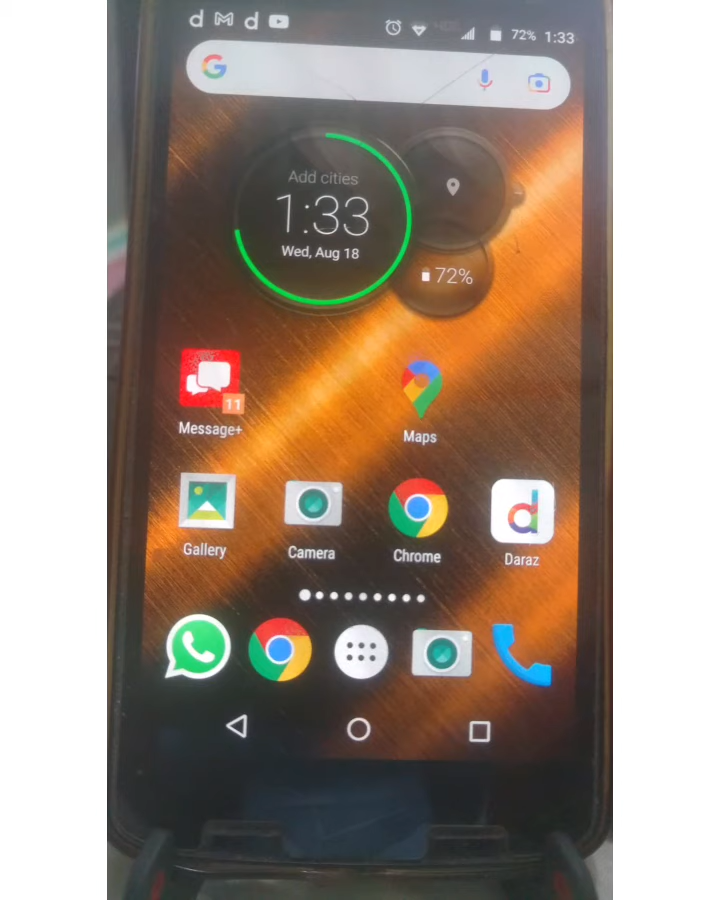 72% 1:33
Add cities
1:33
Wed, Aug 18
72%
11
Message+
Maps
Gallery
Camera
Chrome
Daraz